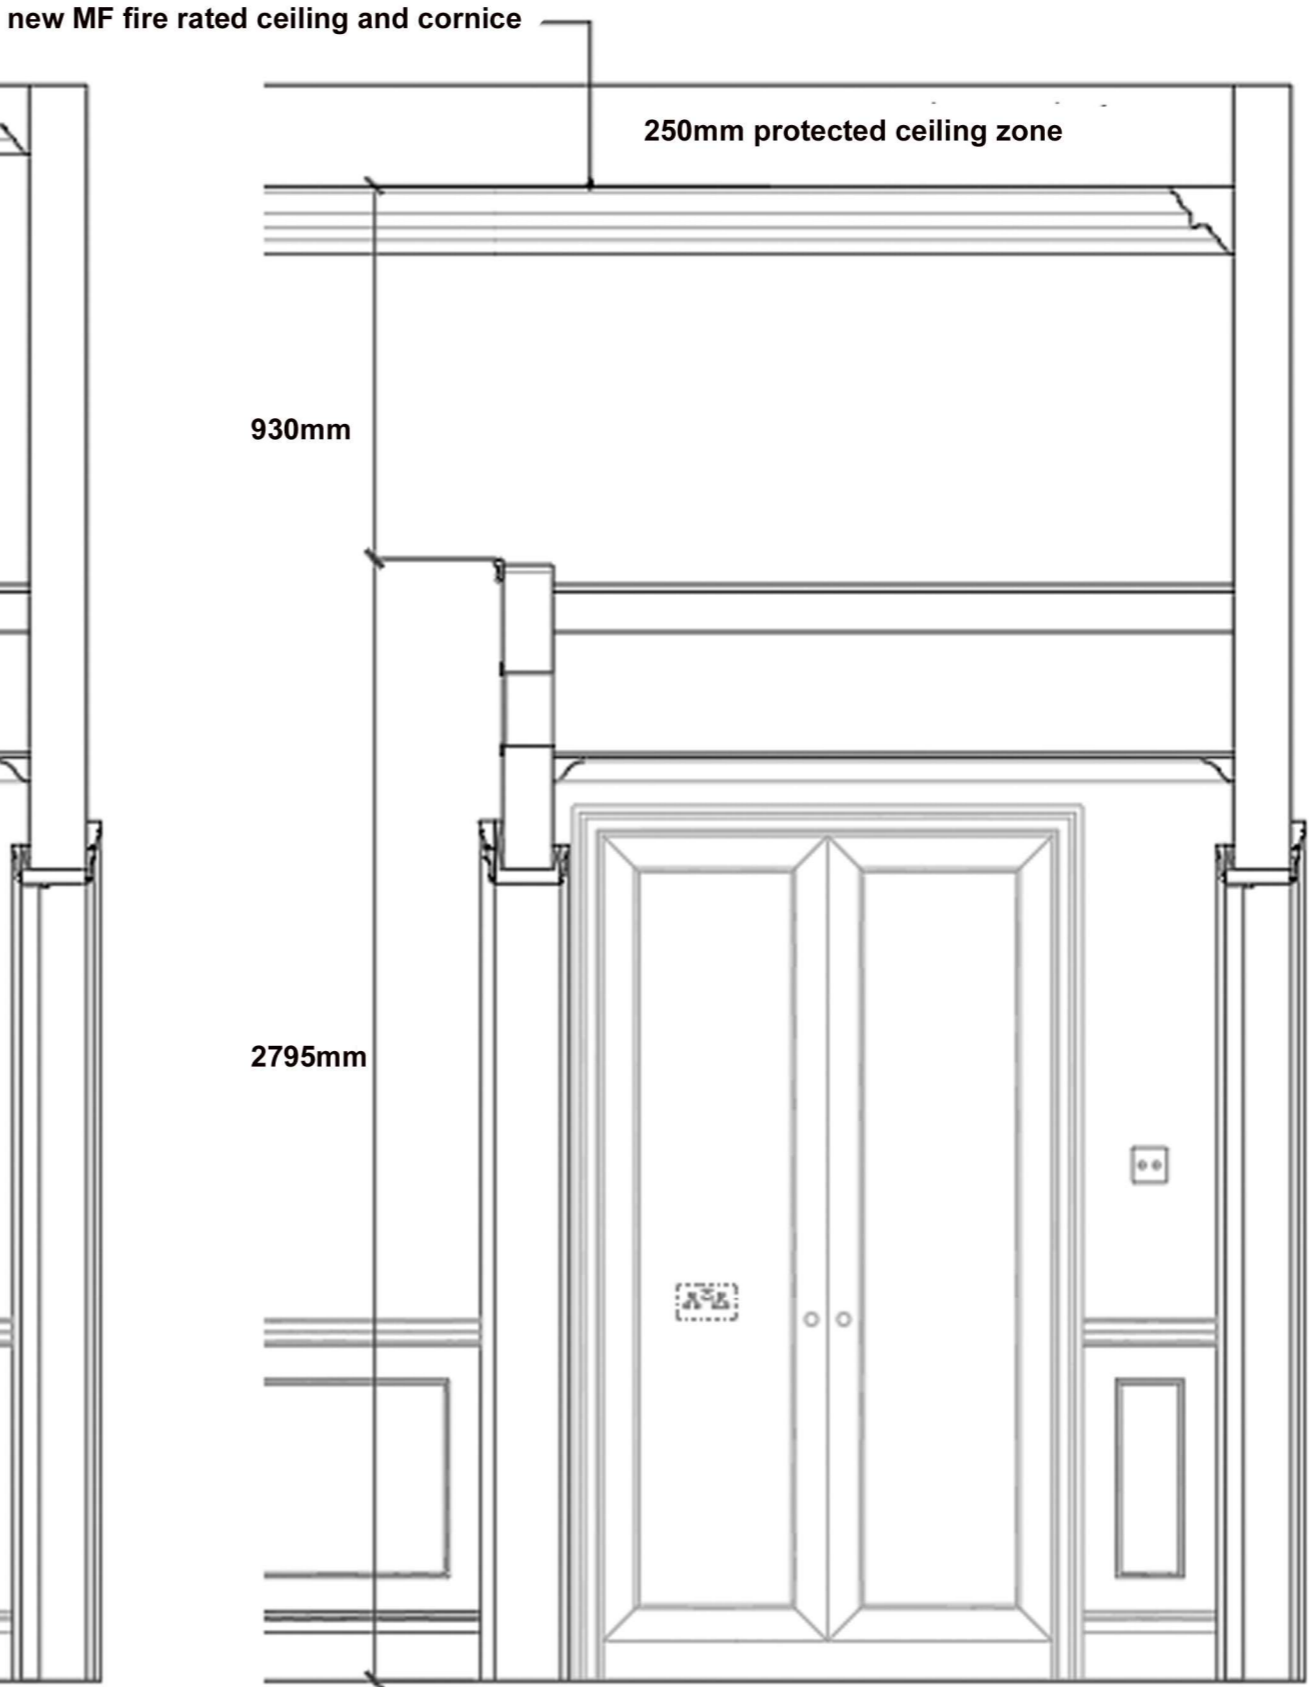 new MF fire rated ceiling and cornice
250mm protected ceiling zone
930mm
2795mm